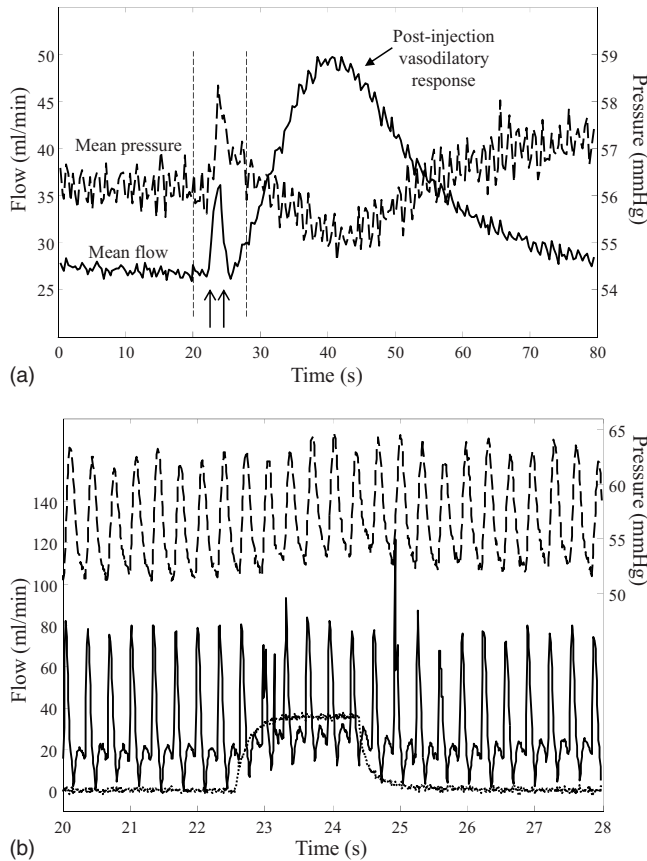 50
45
40
35
30
25
Flow (ml/min)
59
58
57
56
55
54
Pressure (mmHg)
Post-injection
vasodilatory
response
Mean pressure
Mean flow
0 10 20 30 40 50 60 70 80
Time (s)
(a)
140
120
100
80
60
40
20
0
Flow (ml/min)
65
60
55
50
Pressure (mmHg)
20 21 22 23 24 25 26 27 28
Time (s)
(b)